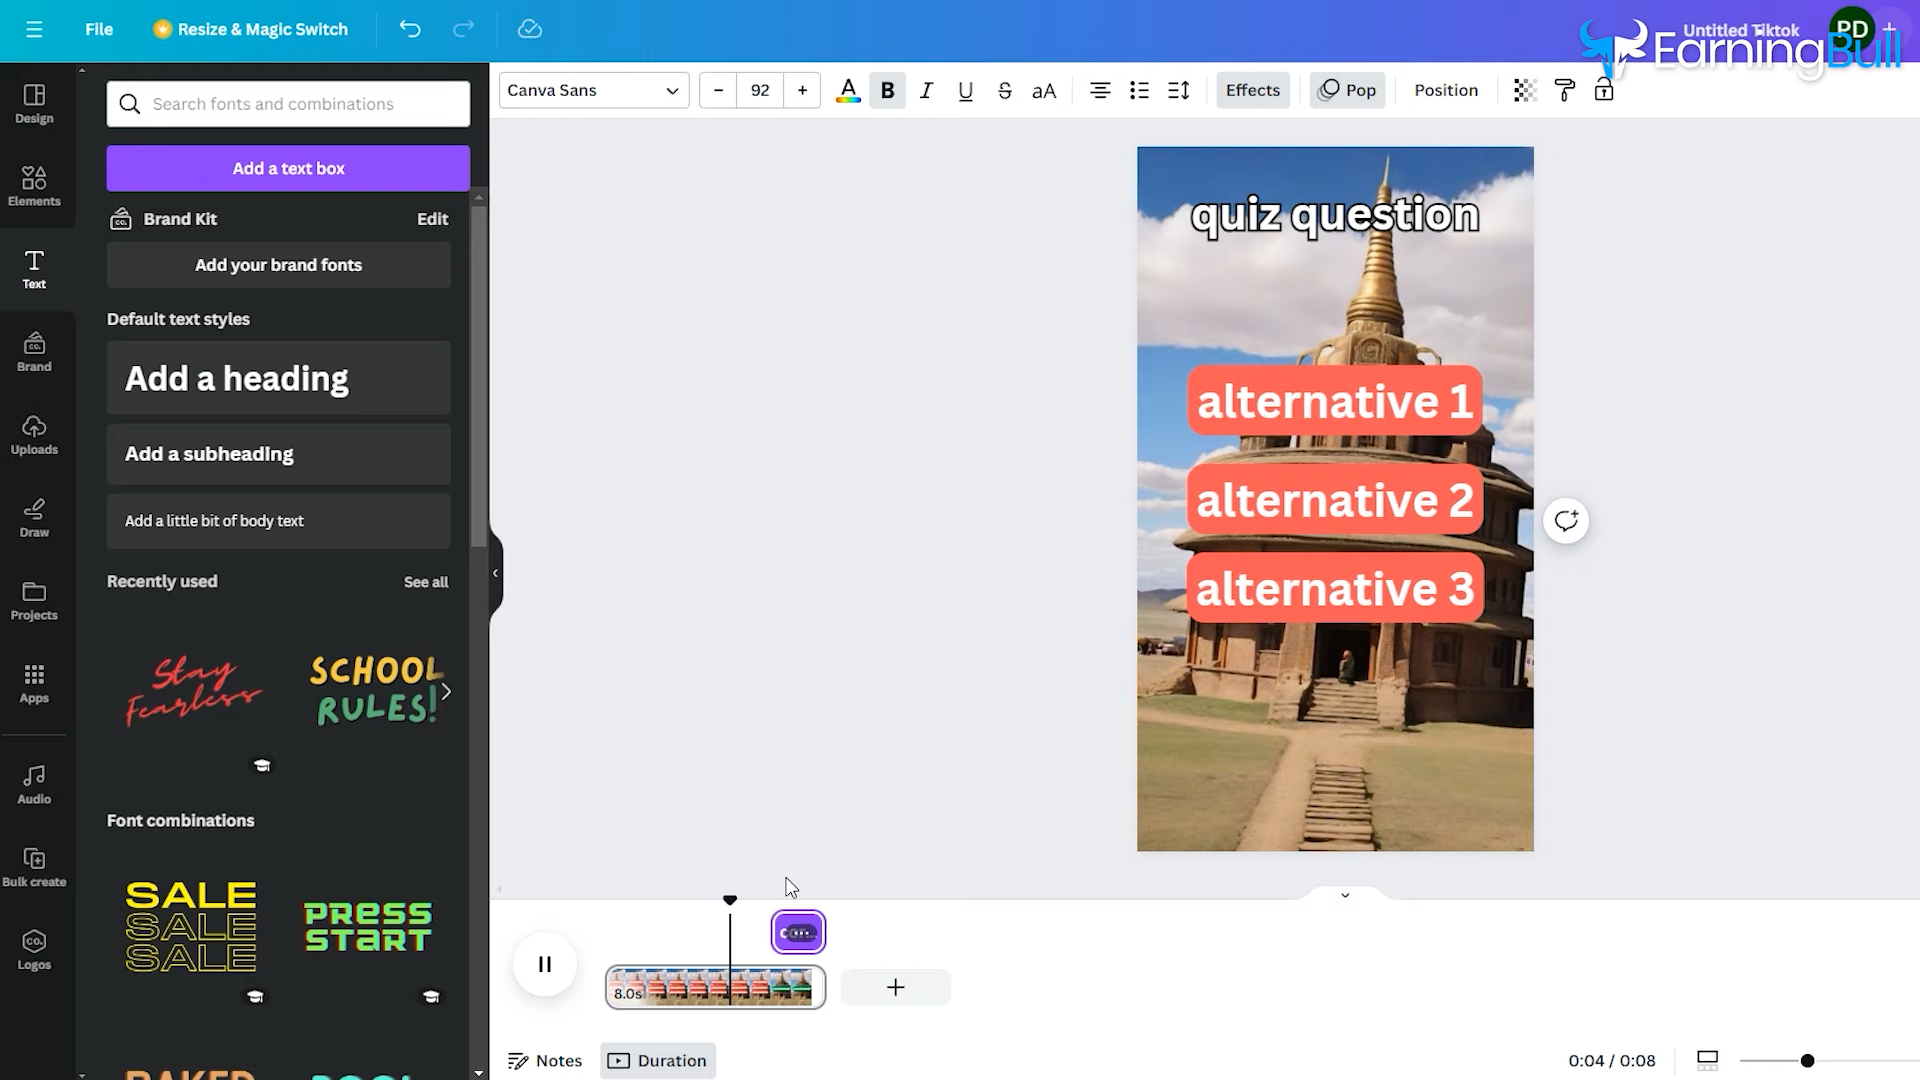 File
Resize & Magic Switch
Untitled Tiktok
PD
EarningBull
Design
Elements
Text
Brand
Uploads
Draw
Projects
Apps
Audio
Bulk create
Logos
Search fonts and combinations
Add a text box
Brand Kit
Edit
Add your brand fonts
Default text styles
Add a heading
Add a subheading
Add a little bit of body text
Recently used
See all
Stay
Fearless
SCHOOL
RULES!
Font combinations
SALE
SALE
SALE
PRESS
START
Canva Sans
92
A
B
I
U
S
aA
Effects
Pop
Position
quiz question
alternative 1
alternative 2
alternative 3
8.0s
Notes
Duration
0:04 / 0:08